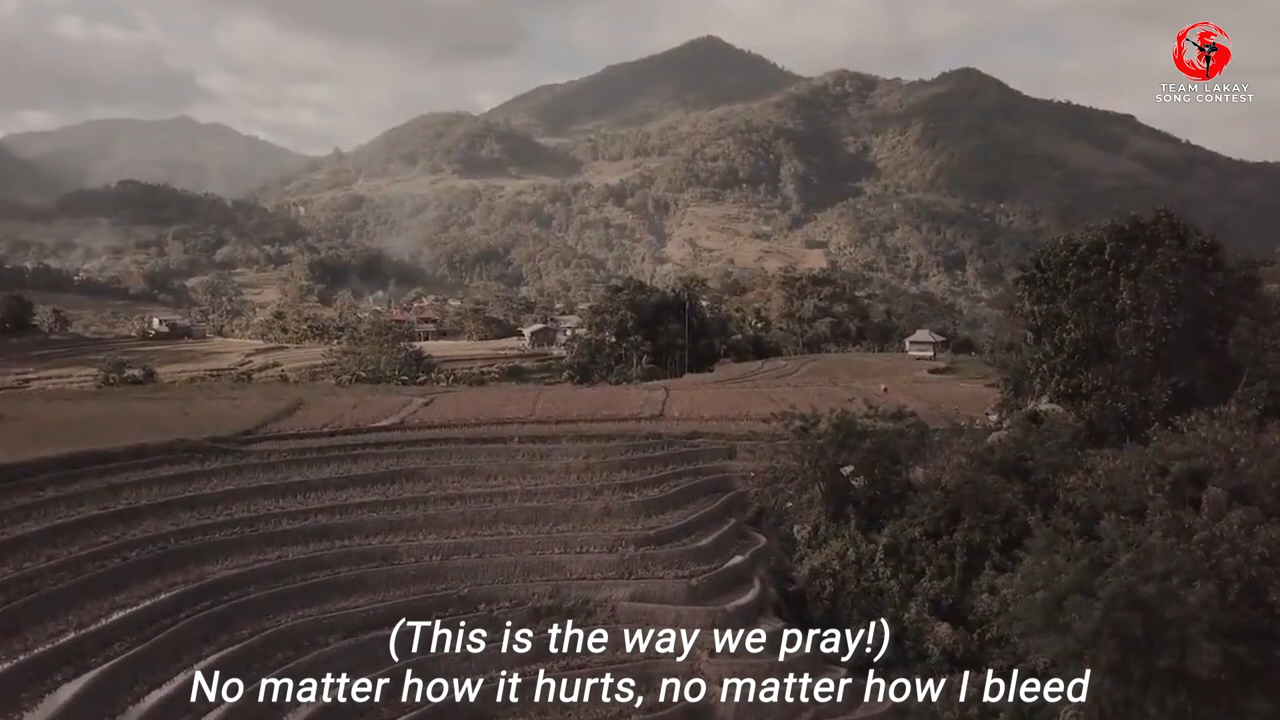 TEAM LAKAY
SONG CONTEST
(This is the way we pray!)
No matter how it hurts, no matter how I bleed